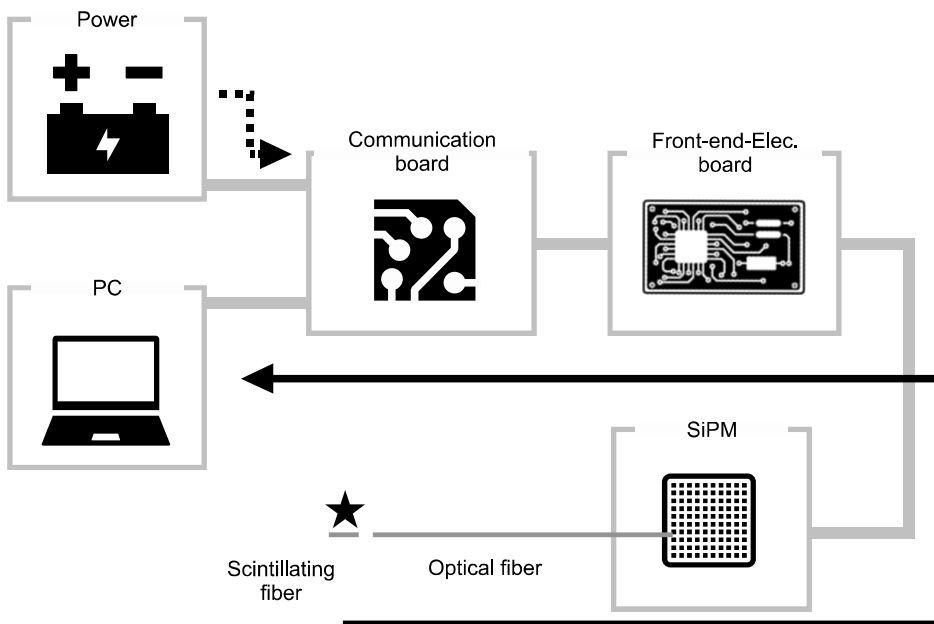 Power
Communication
board
Front-end-Elec.
board
PC
SiPM
Scintillating
fiber
Optical fiber